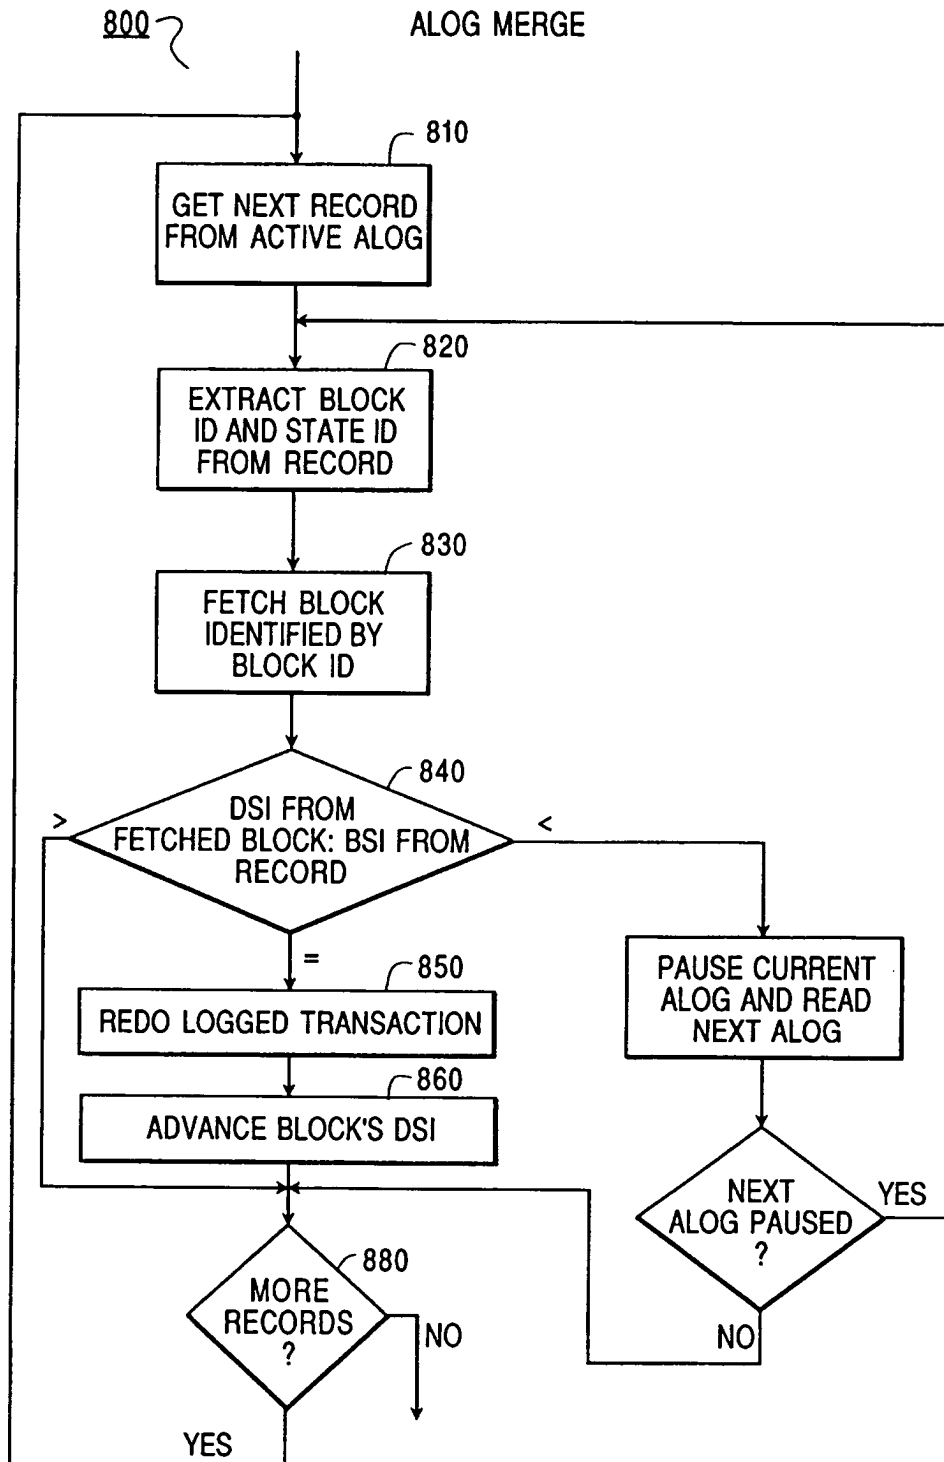 800
ALOG MERGE
810
GET NEXT RECORD
FROM ACTIVE ALOG
820
EXTRACT BLOCK
ID AND STATE ID
FROM RECORD
830
FETCH BLOCK
IDENTIFIED BY
BLOCK ID
840
>
DSI FROM
FETCHED BLOCK: BSI FROM
RECORD
<
=
850
REDO LOGGED TRANSACTION
PAUSE CURRENT
ALOG AND READ
NEXT ALOG
860
ADVANCE BLOCK'S DSI
NEXT
ALOG PAUSED
?
YES
NO
880
MORE
RECORDS
?
NO
YES